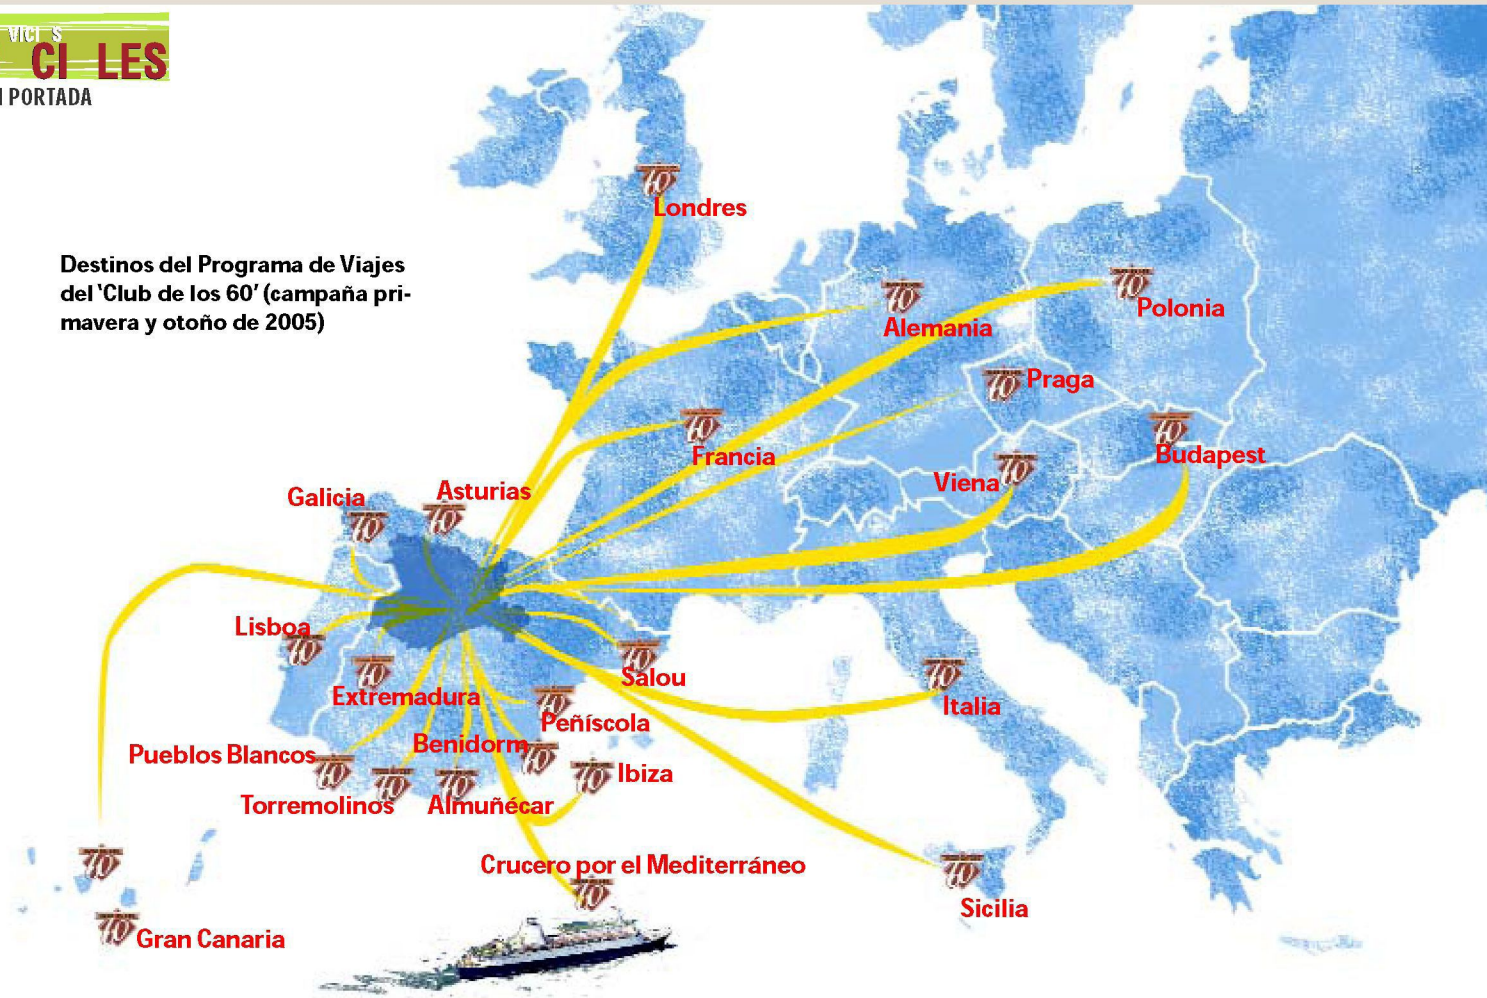 CI LES
PORTADA
Destinos del Programa de Viajes
del ‘Club de los 60’ (campaña pri-
mavera y otoño de 2005)
Londres
Alemania
Polonia
Praga
Francia
Budapest
Viena
Galicia
Asturias
Lisboa
Extremadura
Salou
Peñíscola
Italia
Pueblos Blancos
Benidorm
Ibiza
Torremolinos
Almuñécar
Crucero por el Mediterráneo
Sicilia
Gran Canaria